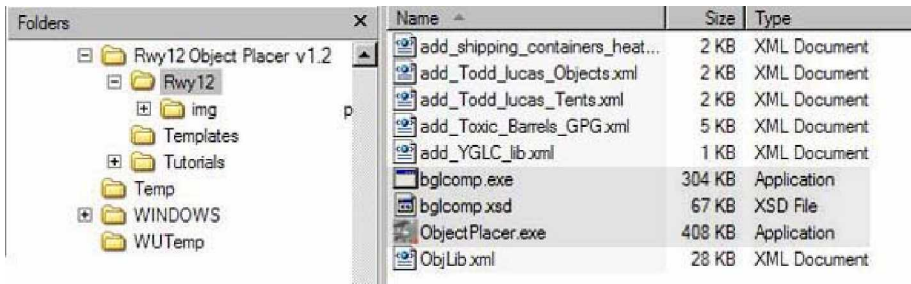 Folders ×
Rwy12 Object Placer v1.2
Rwy12
img p
Templates
Tutorials
Temp
WINDOWS
WUTemp
Name Size Type
add_shipping_containers_heat... 2 KB XML Document
add_Todd_lucas_Objects.xml 2 KB XML Document
add_Todd_lucas_Tents.xml 2 KB XML Document
add_Toxic_Barrels_GPG.xml 5 KB XML Document
add_YGLC_lib.xml 1 KB XML Document
bglcomp.exe 304 KB Application
bglcomp.xsd 67 KB XSD File
ObjectPlacer.exe 408 KB Application
ObjLib.xml 28 KB XML Document